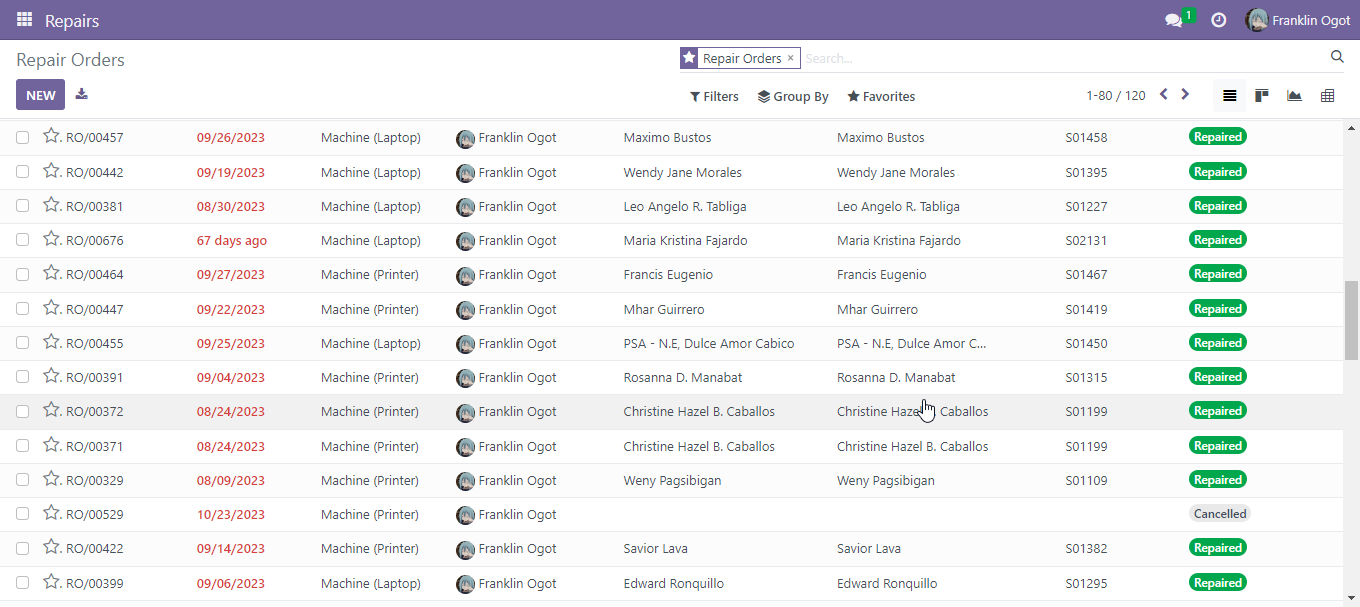 Repairs 1 Franklin Ogot
Repair Orders Repair Orders × Search...
NEW Filters Group By Favorites 1-80 / 120
RO/00457 09/26/2023 Machine (Laptop) Franklin Ogot Maximo Bustos Maximo Bustos S01458 Repaired
RO/00442 09/19/2023 Machine (Laptop) Franklin Ogot Wendy Jane Morales Wendy Jane Morales S01395 Repaired
RO/00381 08/30/2023 Machine (Laptop) Franklin Ogot Leo Angelo R. Tabliga Leo Angelo R. Tabliga S01227 Repaired
RO/00676 67 days ago Machine (Laptop) Franklin Ogot Maria Kristina Fajardo Maria Kristina Fajardo S02131 Repaired
RO/00464 09/27/2023 Machine (Printer) Franklin Ogot Francis Eugenio Francis Eugenio S01467 Repaired
RO/00447 09/22/2023 Machine (Printer) Franklin Ogot Mhar Guirrero Mhar Guirrero S01419 Repaired
RO/00455 09/25/2023 Machine (Laptop) Franklin Ogot PSA - N.E, Dulce Amor Cabico PSA - N.E, Dulce Amor C... S01450 Repaired
RO/00391 09/04/2023 Machine (Printer) Franklin Ogot Rosanna D. Manabat Rosanna D. Manabat S01315 Repaired
RO/00372 08/24/2023 Machine (Printer) Franklin Ogot Christine Hazel B. Caballos Christine Haze Caballos S01199 Repaired
RO/00371 08/24/2023 Machine (Printer) Franklin Ogot Christine Hazel B. Caballos Christine Hazel B. Caballos S01199 Repaired
RO/00329 08/09/2023 Machine (Printer) Franklin Ogot Weny Pagsibigan Weny Pagsibigan S01109 Repaired
RO/00529 10/23/2023 Machine (Printer) Franklin Ogot Cancelled
RO/00422 09/14/2023 Machine (Printer) Franklin Ogot Savior Lava Savior Lava S01382 Repaired
RO/00399 09/06/2023 Machine (Laptop) Franklin Ogot Edward Ronquillo Edward Ronquillo S01295 Repaired